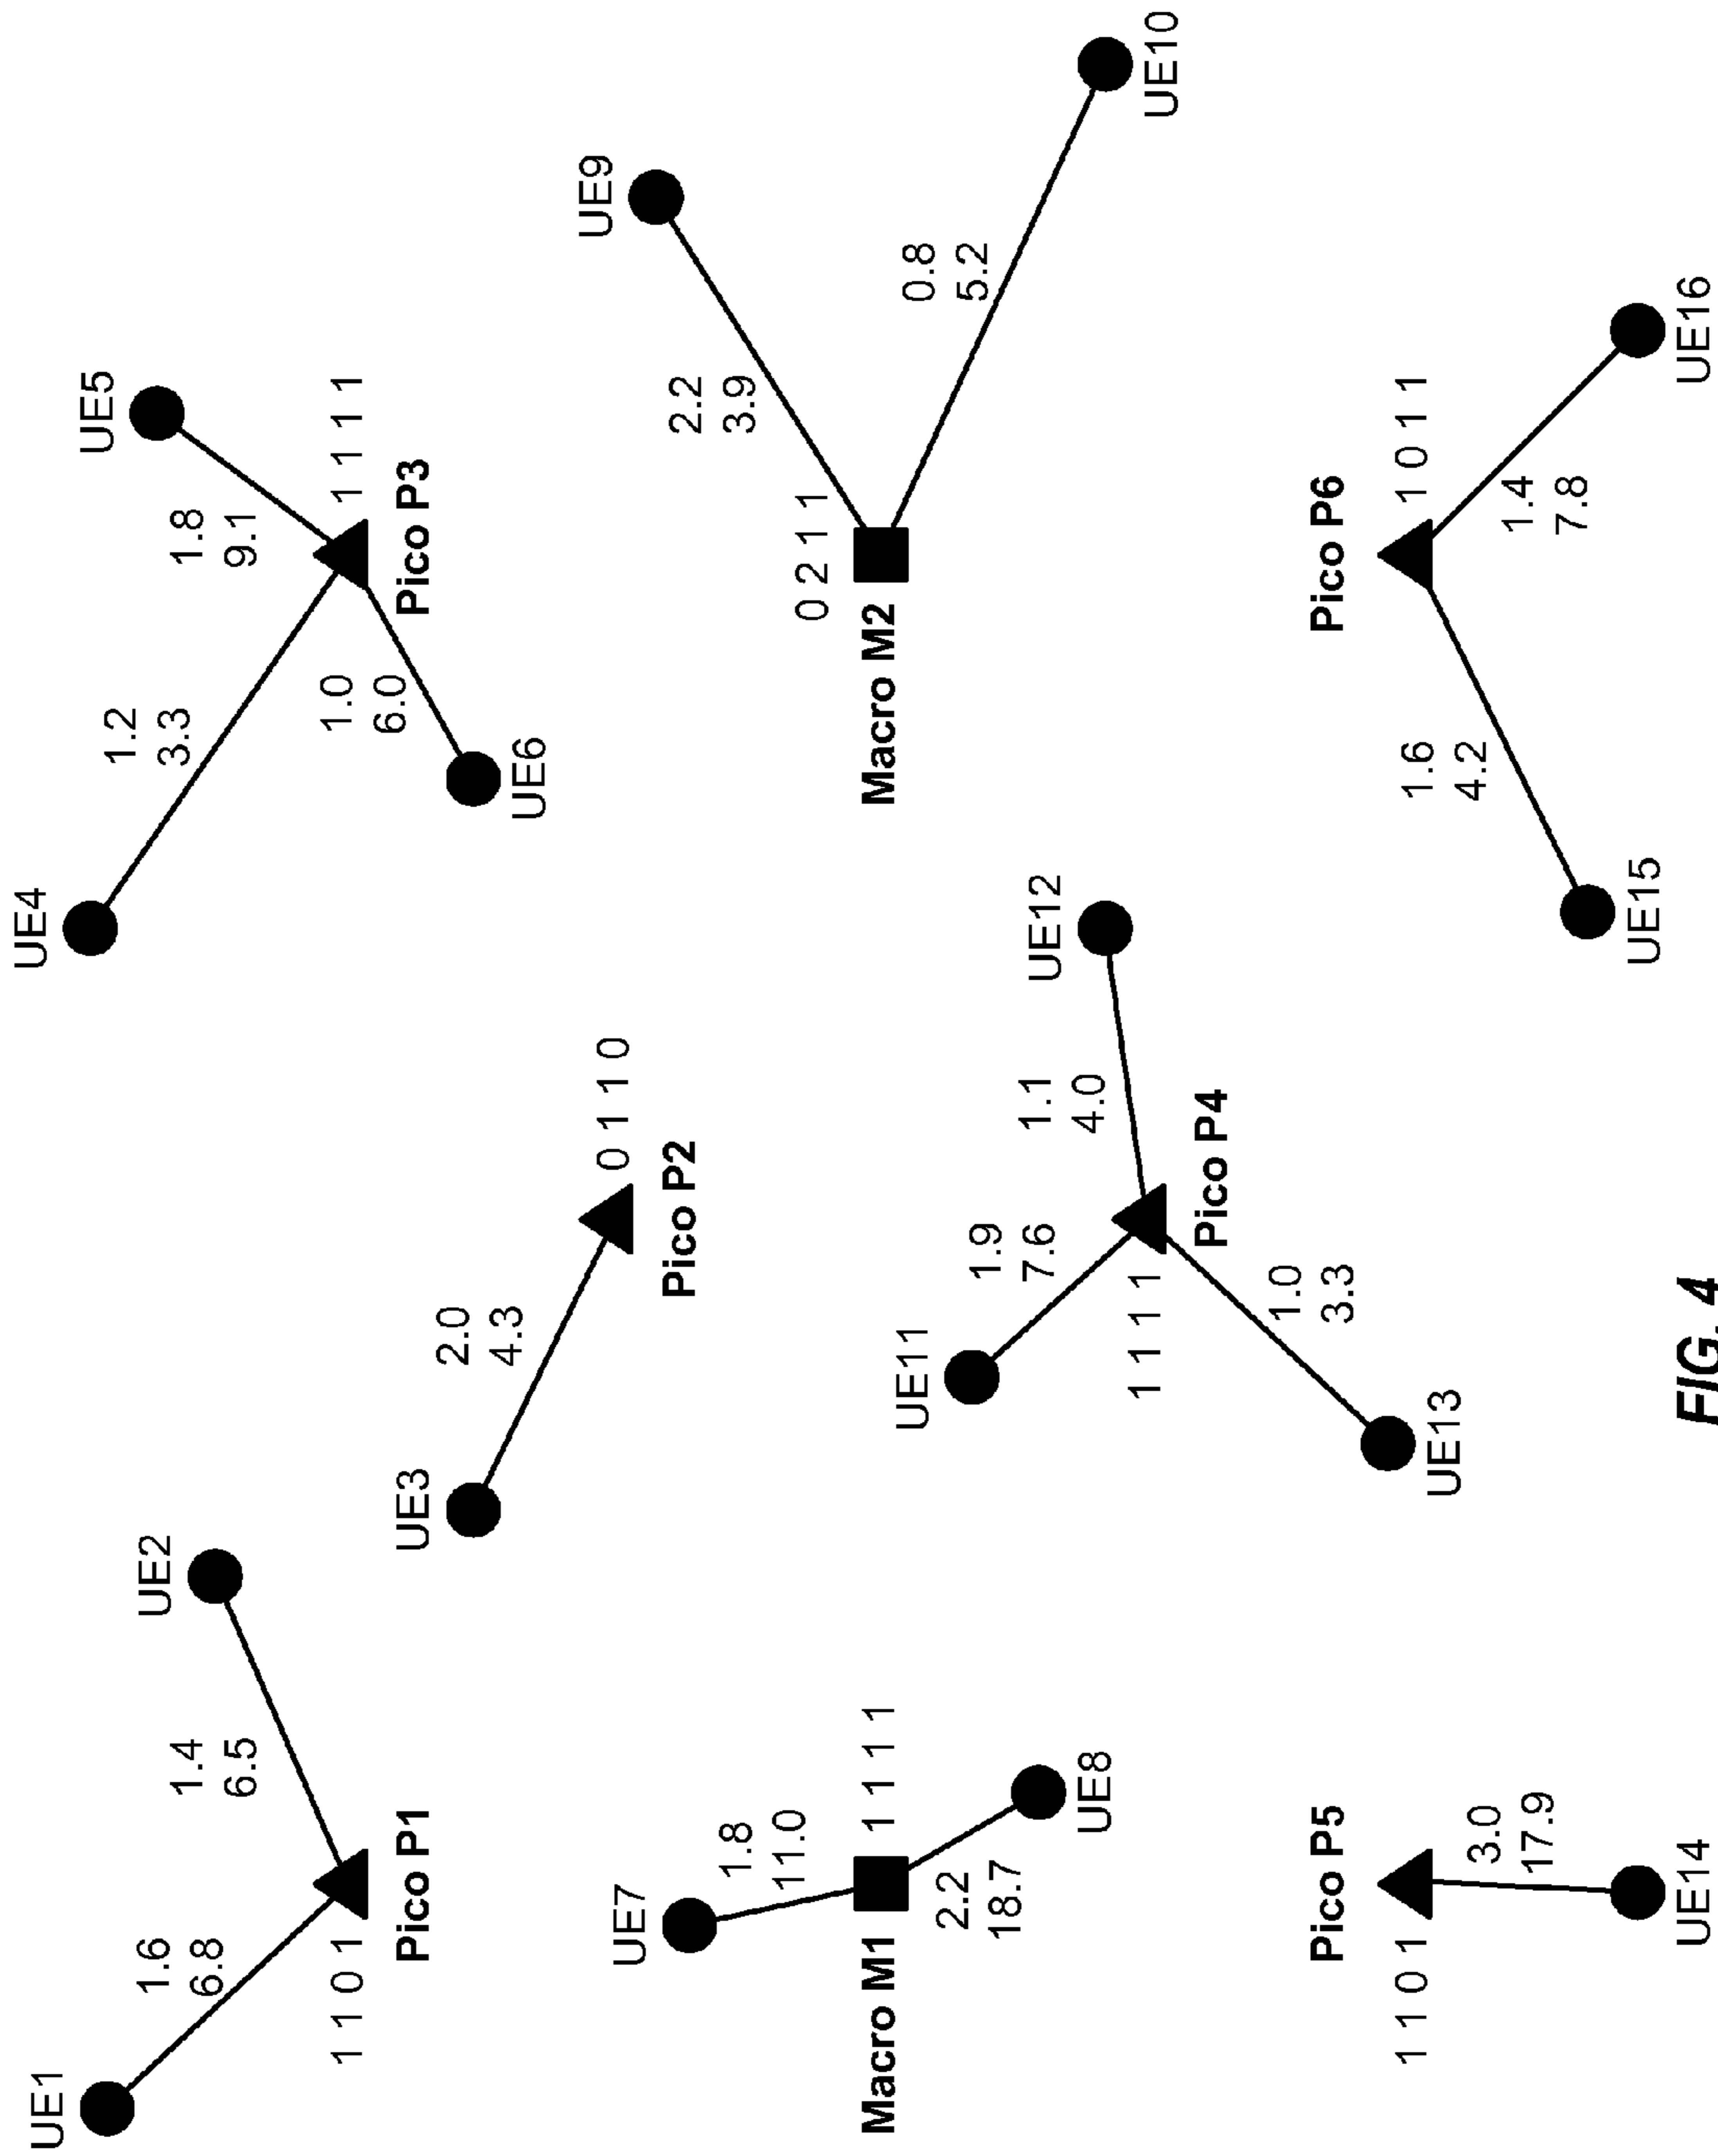 UE1
1.6
6.8
1 1 0 1
Pico P1
UE2
1.4
6.5
UE3
2.0
4.3
0 1 1 0
Pico P2
UE4
1.2
3.3
UE5
1.8
9.1
1 1 1 1
Pico P3
1.0
6.0
UE6
UE7
1.8
11.0
Macro M1
1 1 1 1
2.2
18.7
UE8
UE9
2.2
3.9
0 2 1 1
Macro M2
0.8
5.2
UE10
UE11
1.9
7.6
1 1 1 1
Pico P4
1.1
4.0
UE12
1.0
3.3
UE13
Pico P5
1 1 0 1
3.0
17.9
UE14
Pico P6
1 0 1 1
1.6
4.2
UE15
1.4
7.8
UE16
FIG. 4